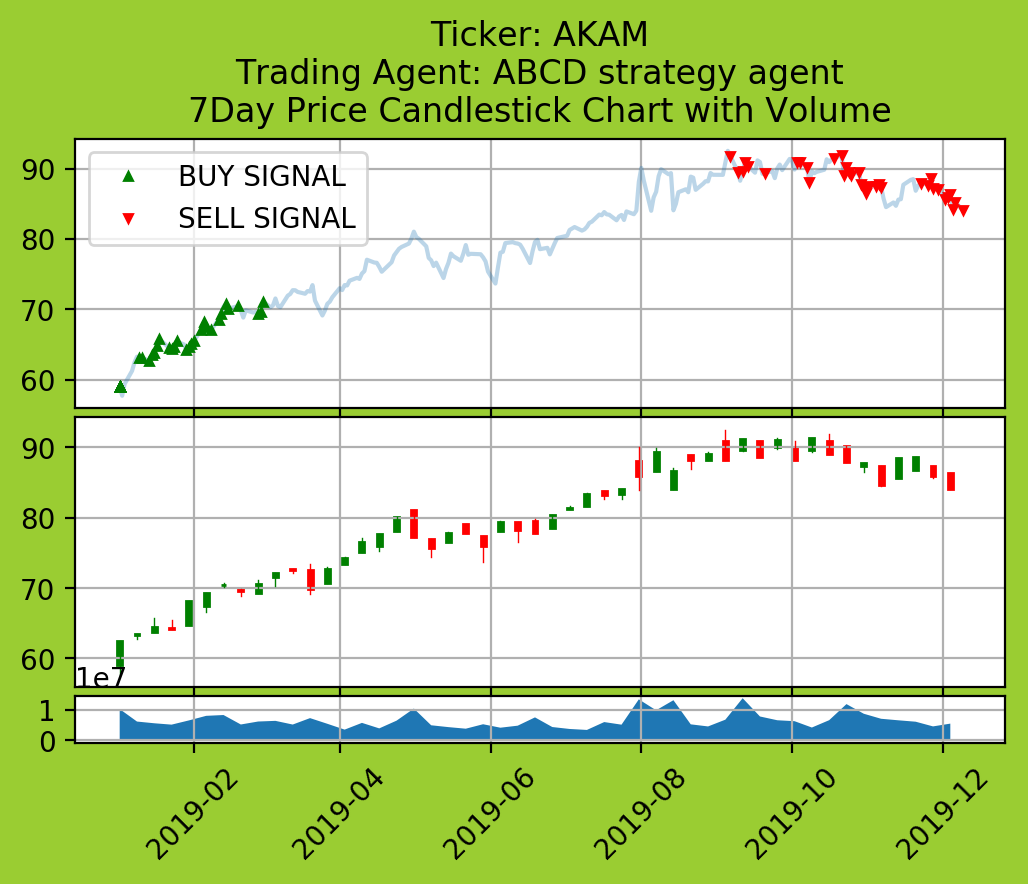 Ticker: AKAM
Trading Agent: ABCD strategy agent
7Day Price Candlestick Chart with Volume
90
80
70
60
BUY SIGNAL
SELL SIGNAL
90
80
70
60
1e7
1
0
2019-02
2019-04
2019-06
2019-08
2019-10
2019-12